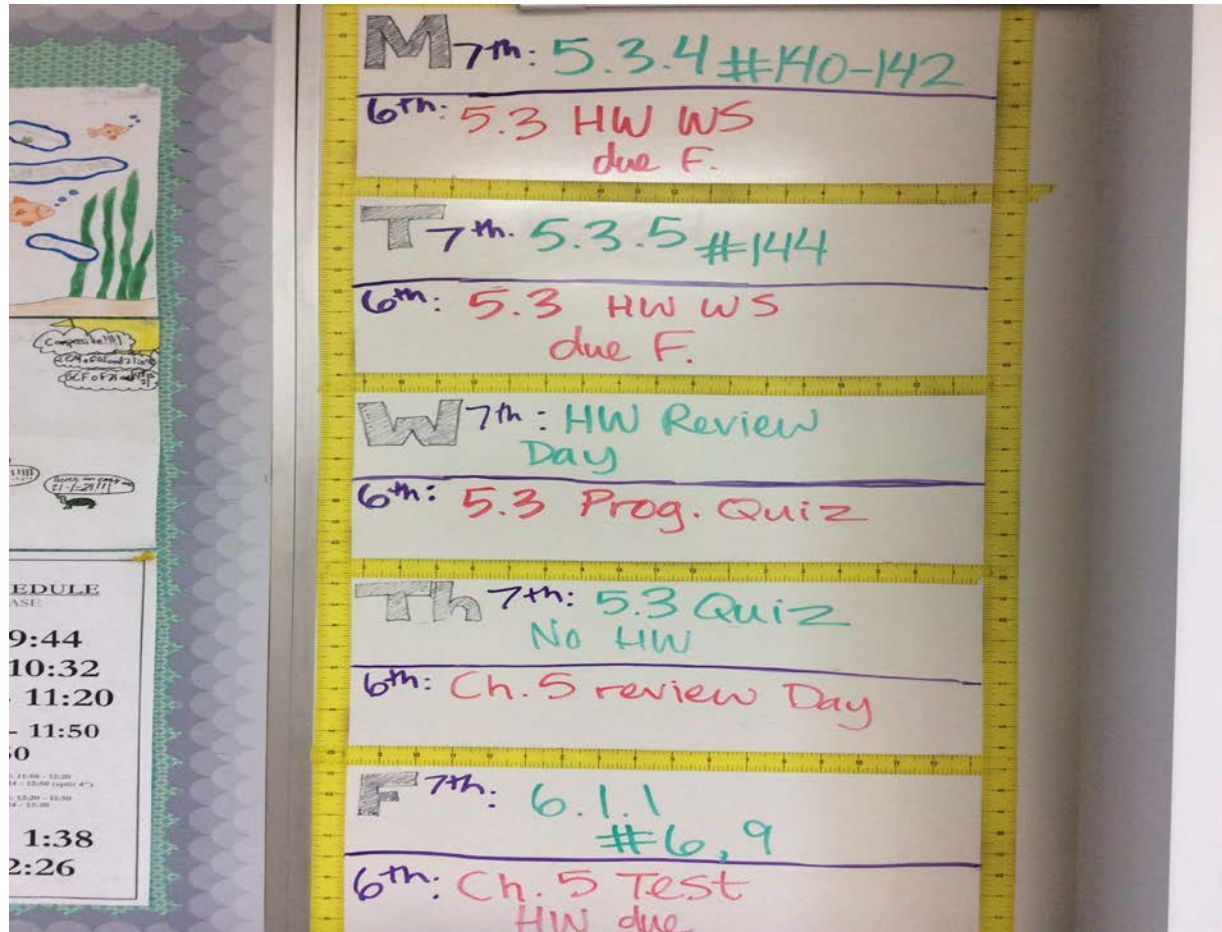 M 7th: 5.3.4 #140-142
6th: 5.3 HW WS
due F.
T 7th. 5.3.5 #144
6th: 5.3 HW WS
due F.
W 7th: HW Review
Day
6th: 5.3 Prog. Quiz
Th 7th: 5.3 Quiz
No HW
6th: Ch. 5 review Day
F 7th: 6.1.1
#6, 9
6th: Ch. 5 Test
HW due
Composite!!!!
EDULE
9:44
10:32
11:20
- 11:50
1:38
2:26